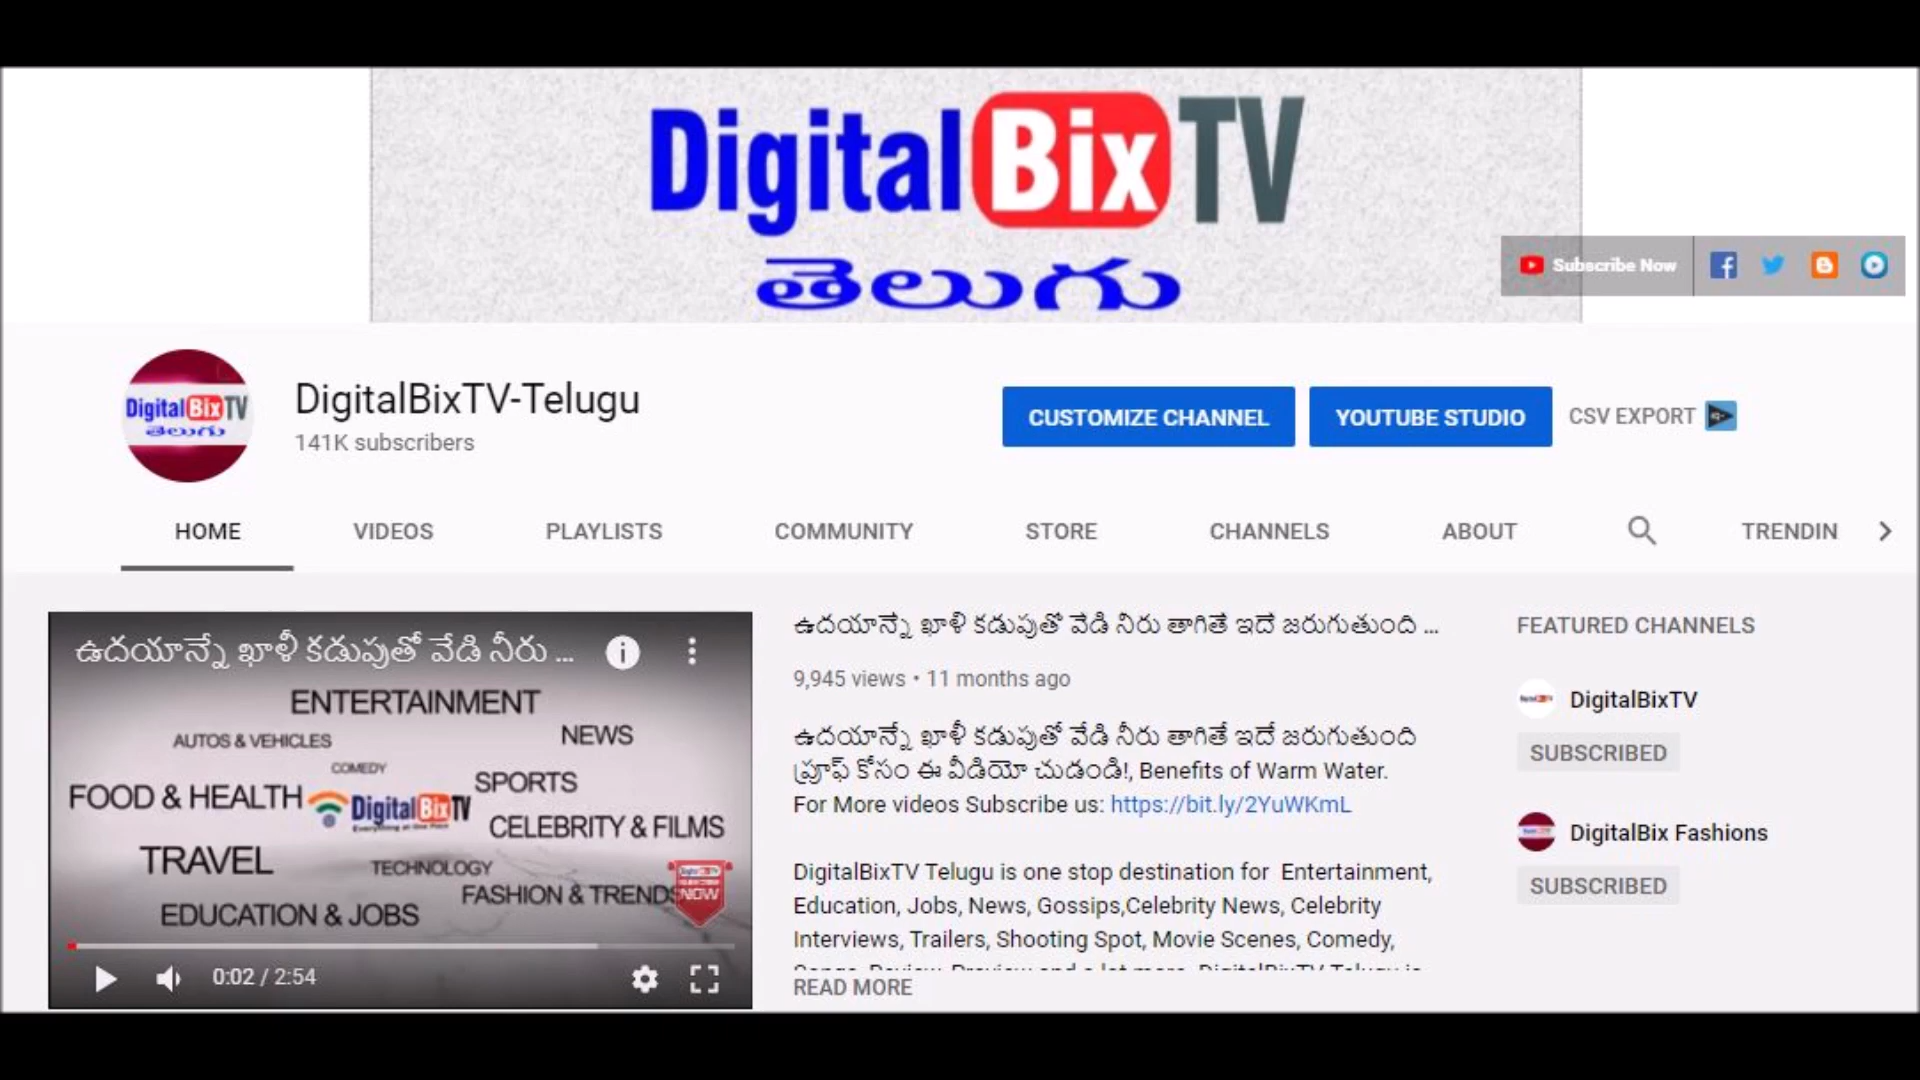 DigitalBixTV
తెలుగు
Subscribe Now
DigitalBixTV
తెలుగు
DigitalBixTV-Telugu
141K subscribers
CUSTOMIZE CHANNEL
YOUTUBE STUDIO
CSV EXPORT
HOME
VIDEOS
PLAYLISTS
COMMUNITY
STORE
CHANNELS
ABOUT
TRENDIN
ఉదయాన్నే ఖాళీ కడుపుతో వేడి నీరు ...
ENTERTAINMENT
AUTOS & VEHICLES
NEWS
COMEDY
SPORTS
FOOD & HEALTH
DigitalBixTV
CELEBRITY & FILMS
TRAVEL
TECHNOLOGY
FASHION & TRENDS
NOW
EDUCATION & JOBS
0:02 / 2:54
ఉదయాన్నే ఖాళీ కడుపుతో వేడి నీరు తాగితే ఇదే జరుగుతుంది ...
9,945 views • 11 months ago
ఉదయాన్నే ఖాళీ కడుపుతో వేడి నీరు తాగితే ఇదే జరుగుతుంది
ప్రూఫ్ కోసం ఈ వీడియో చుడండి!, Benefits of Warm Water.
For More videos Subscribe us: https://bit.ly/2YuWKmL
DigitalBixTV Telugu is one stop destination for Entertainment,
Education, Jobs, News, Gossips,Celebrity News, Celebrity
Interviews, Trailers, Shooting Spot, Movie Scenes, Comedy,
READ MORE
FEATURED CHANNELS
DigitalBixTV
SUBSCRIBED
DigitalBix Fashions
SUBSCRIBED